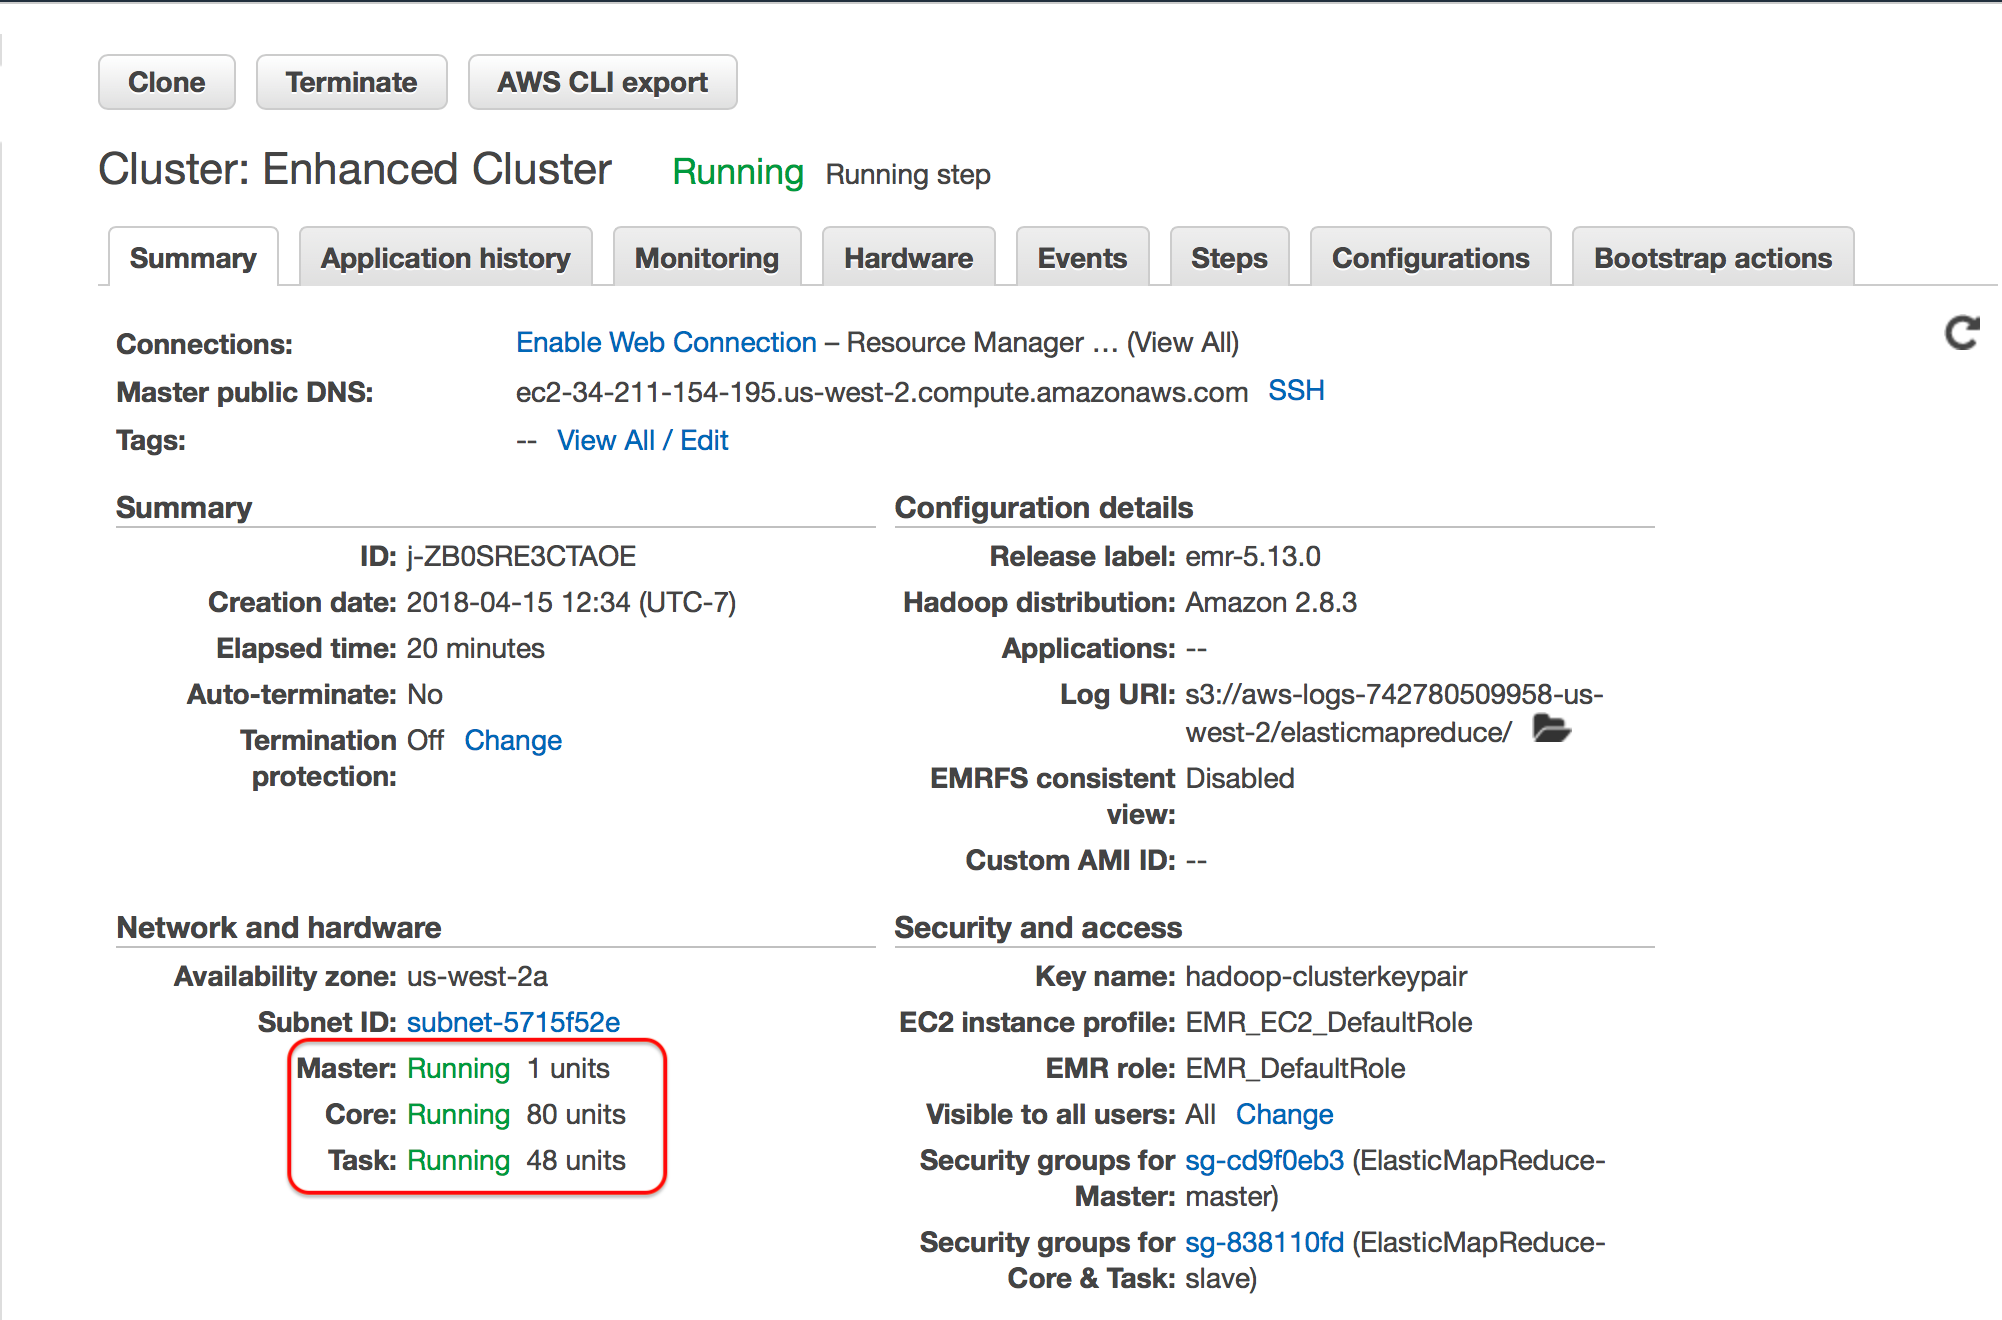 Clone Terminate AWS CLI export
Cluster: Enhanced Cluster Running Running step
Summary Application history Monitoring Hardware Events Steps Configurations Bootstrap actions
Connections: Enable Web Connection – Resource Manager … (View All)
Master public DNS: ec2-34-211-154-195.us-west-2.compute.amazonaws.com SSH
Tags: -- View All / Edit
Summary
ID: j-ZB0SRE3CTAOE
Creation date: 2018-04-15 12:34 (UTC-7)
Elapsed time: 20 minutes
Auto-terminate: No
Termination Off Change
protection:
Configuration details
Release label: emr-5.13.0
Hadoop distribution: Amazon 2.8.3
Applications: --
Log URI: s3://aws-logs-742780509958-us-
west-2/elasticmapreduce/
EMRFS consistent Disabled
view:
Custom AMI ID: --
Network and hardware
Availability zone: us-west-2a
Subnet ID: subnet-5715f52e
Master: Running 1 units
Core: Running 80 units
Task: Running 48 units
Security and access
Key name: hadoop-clusterkeypair
EC2 instance profile: EMR_EC2_DefaultRole
EMR role: EMR_DefaultRole
Visible to all users: All Change
Security groups for sg-cd9f0eb3 (ElasticMapReduce-
Master: master)
Security groups for sg-838110fd (ElasticMapReduce-
Core & Task: slave)